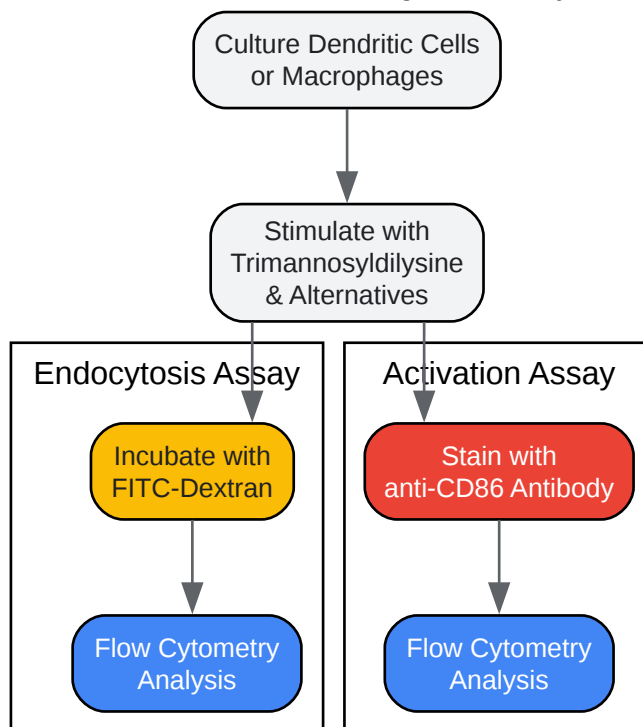 Culture Dendritic Cells
or Macrophages
Stimulate with
Trimannosyldilysine
& Alternatives
Endocytosis Assay
Activation Assay
Incubate with
FITC-Dextran
Stain with
anti-CD86 Antibody
Flow Cytometry
Analysis
Flow Cytometry
Analysis